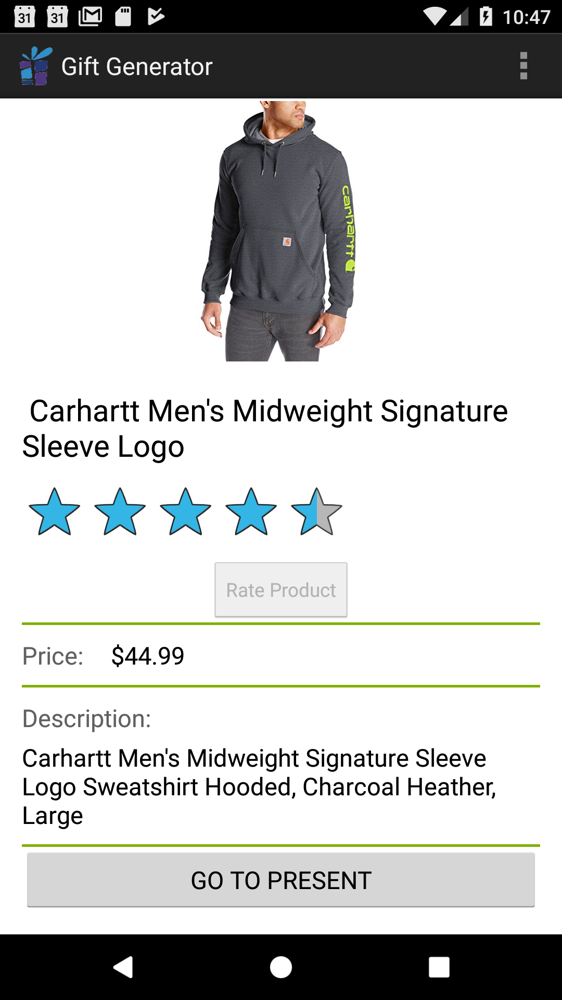 31 31 10:47
Gift Generator
carhartt
Carhartt Men's Midweight Signature
Sleeve Logo
Rate Product
Price: $44.99
Description:
Carhartt Men's Midweight Signature Sleeve
Logo Sweatshirt Hooded, Charcoal Heather,
Large
GO TO PRESENT